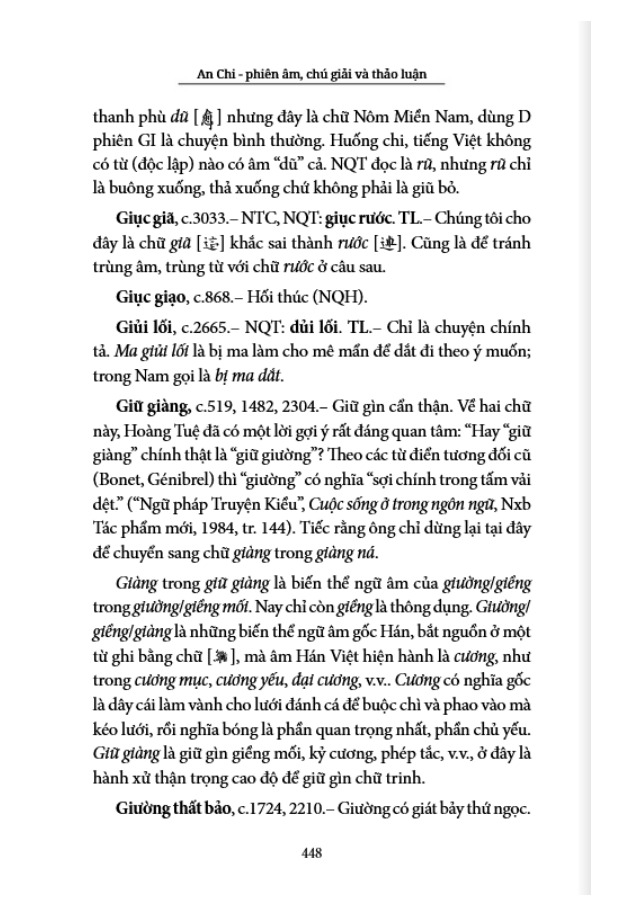 An Chi - phiên âm, chú giải và thảo luận
thanh phù dũ [] nhưng đây là chữ Nôm Miền Nam, dùng D
phiên GI là chuyện bình thường. Huống chi, tiếng Việt không
có từ (độc lập) nào có âm “dũ” cả. NQT đọc là rũ, nhưng rũ chỉ
là buông xuống, thả xuống chứ không phải là giũ bỏ.
Giục giã, c.3033.– NTC, NQT: giục rước. TL.– Chúng tôi cho
đây là chữ giã [] khắc sai thành rước []. Cũng là để tránh
trùng âm, trùng từ với chữ rước ở câu sau.
Giục giạo, c.868.– Hối thúc (NQH).
Giủi lối, c.2665.– NQT: dủi lối. TL.– Chỉ là chuyện chính
tả. Ma giủi lối là bị ma làm cho mê mẩn để dắt đi theo ý muốn;
trong Nam gọi là bị ma dắt.
Giữ giàng, c.519, 1482, 2304.– Giữ gìn cẩn thận. Về hai chữ
này, Hoàng Tuệ đã có một lời gợi ý rất đáng quan tâm: “Hay “giữ
giàng” chính thật là “giữ giường”? Theo các từ điển tương đối cũ
(Bonet, Génibrel) thì “giường” có nghĩa “sợi chính trong tấm vải
dệt.” (“Ngữ pháp Truyện Kiều”, Cuộc sống ở trong ngôn ngữ, Nxb
Tác phẩm mới, 1984, tr. 144). Tiếc rằng ông chỉ dừng lại tại đây
để chuyển sang chữ giàng trong giàng ná.
Giàng trong giữ giàng là biến thể ngữ âm của giường/giềng
trong giường/giềng mối. Nay chỉ còn giềng là thông dụng. Giường/
giềng/giàng là những biến thể ngữ âm gốc Hán, bắt nguồn ở một
từ ghi bằng chữ [], mà âm Hán Việt hiện hành là cương, như
trong cương mục, cương yếu, đại cương, v.v.. Cương có nghĩa gốc
là dây cái làm vành cho lưới đánh cá để buộc chì và phao vào mà
kéo lưới, rồi nghĩa bóng là phần quan trọng nhất, phần chủ yếu.
Giữ giàng là giữ gìn giềng mối, kỷ cương, phép tắc, v.v., ở đây là
hành xử thận trọng cao độ để giữ gìn chữ trinh.
Giường thất bảo, c.1724, 2210.– Giường có giát bảy thứ ngọc.
448